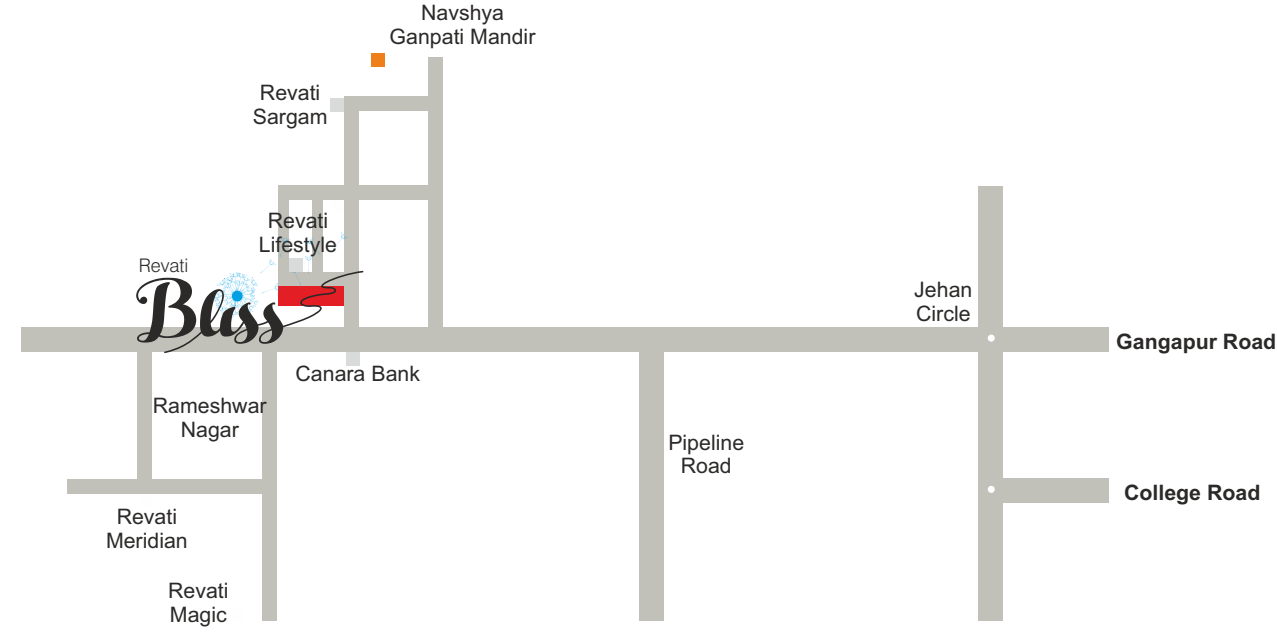 Navshya
Ganpati Mandir
Revati
Sargam
Revati
Lifestyle
Revati
Bliss
Jehan
Circle
Gangapur Road
Canara Bank
Rameshwar
Nagar
Pipeline
Road
College Road
Revati
Meridian
Revati
Magic